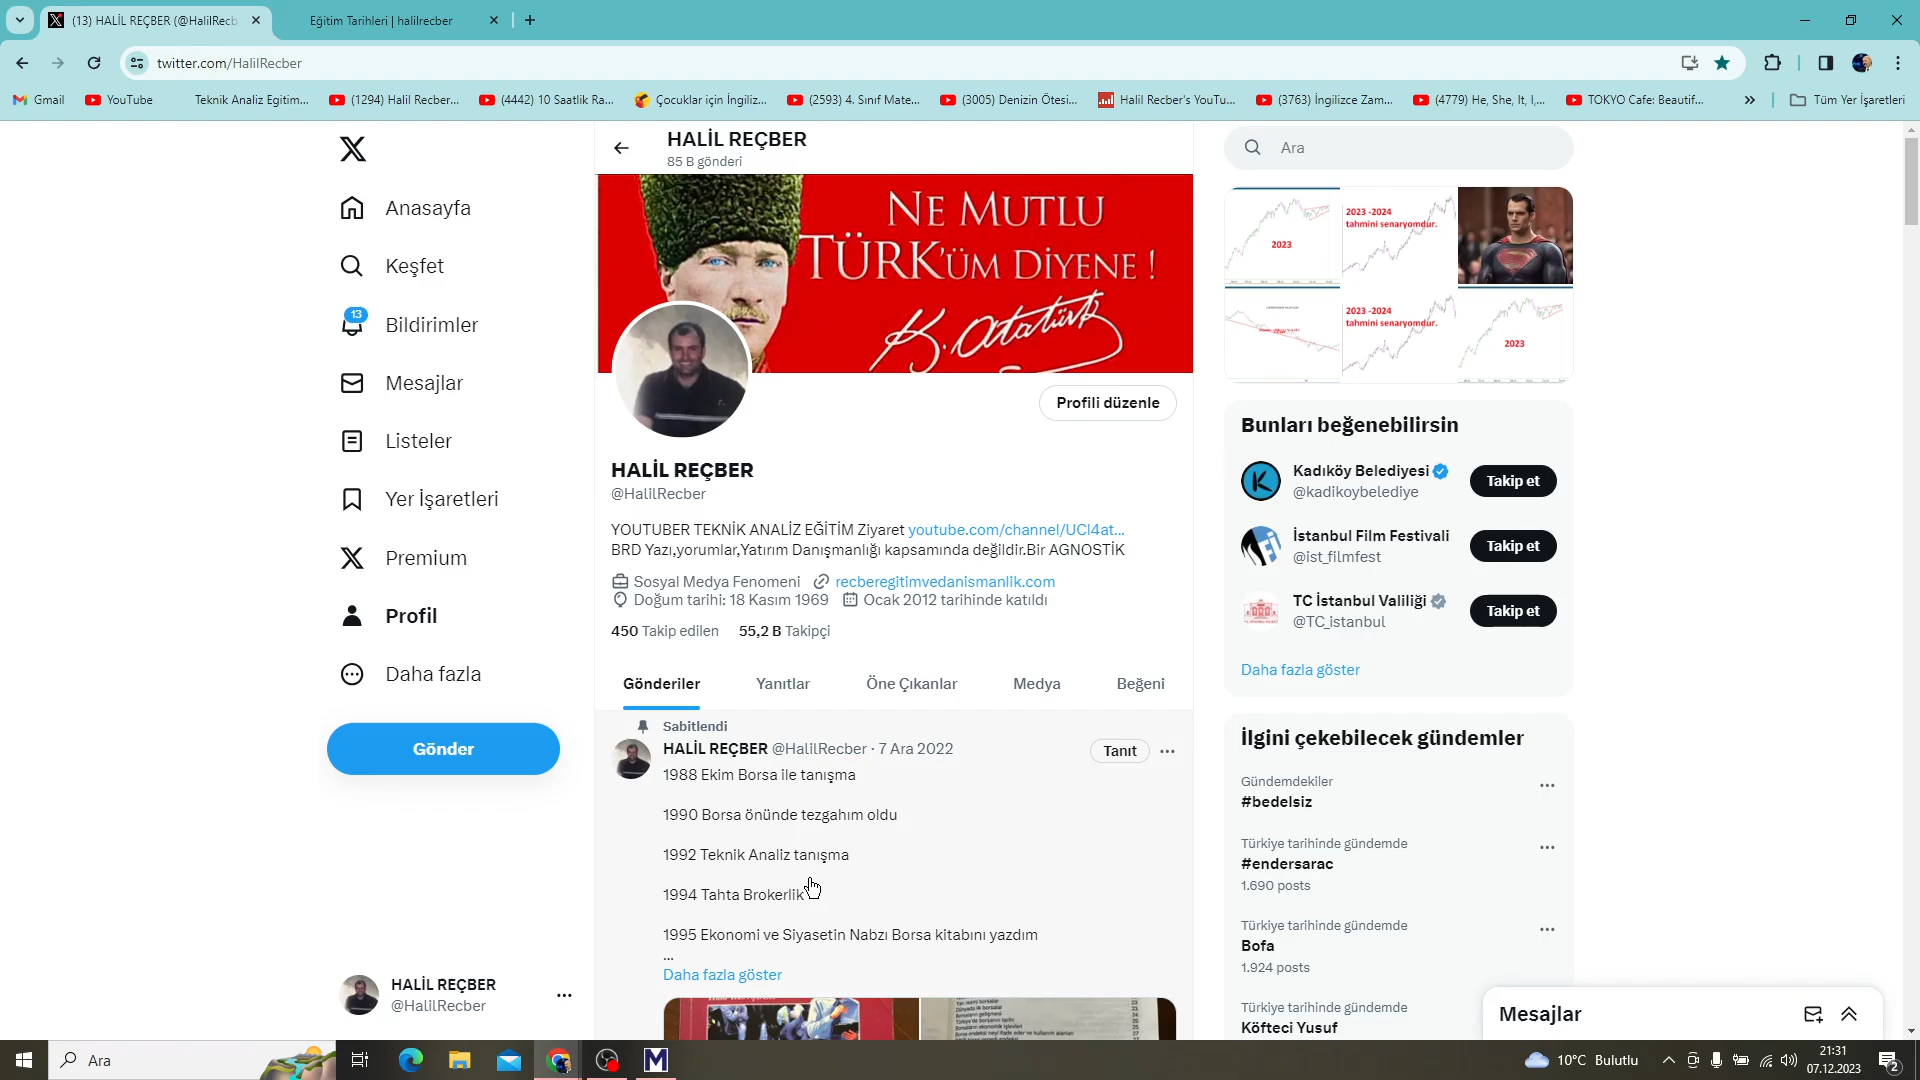 (13) HALİL REÇBER (@HalilRecb
Eğitim Tarihleri | halilrecber
twitter.com/HalilRecber
Gmail
YouTube
Teknik Analiz Egitim...
(1294) Halil Recber...
(4442) 10 Saatlik Ra...
Çocuklar için İngiliz...
(2593) 4. Sınıf Mate...
(3005) Denizin Ötesi...
Halil Recber's YouTu...
(3763) İngilizce Zam...
(4779) He, She, It, I,...
TOKYO Cafe: Beautif...
Tüm Yer İşaretleri
Anasayfa
Keşfet
13
Bildirimler
Mesajlar
Listeler
Yer İşaretleri
Premium
Profil
Daha fazla
Gönder
HALİL REÇBER
@HalilRecber
HALİL REÇBER
85 B gönderi
NE MUTLU
TÜRK'ÜM DİYENE !
K. Atatürk
Profili düzenle
HALİL REÇBER
@HalilRecber
YOUTUBER TEKNİK ANALİZ EĞİTİM Ziyaret youtube.com/channel/UCl4at...
BRD Yazı,yorumlar,Yatırım Danışmanlığı kapsamında değildir.Bir AGNOSTİK
Sosyal Medya Fenomeni recberegitimvedanismanlik.com
Doğum tarihi: 18 Kasım 1969 Ocak 2012 tarihinde katıldı
450 Takip edilen 55,2 B Takipçi
Gönderiler
Yanıtlar
Öne Çıkanlar
Medya
Beğeni
Sabitlendi
HALİL REÇBER @HalilRecber · 7 Ara 2022
Tanıt
1988 Ekim Borsa ile tanışma
1990 Borsa önünde tezgahım oldu
1992 Teknik Analiz tanışma
1994 Tahta Brokerlik
1995 Ekonomi ve Siyasetin Nabzı Borsa kitabını yazdım
...
Daha fazla göster
Ara
2023
2023 -2024
tahmini senaryomdur.
2023 -2024
tahmini senaryomdur.
2023
Bunları beğenebilirsin
Kadıköy Belediyesi
@kadikoybelediye
Takip et
İstanbul Film Festivali
@ist_filmfest
Takip et
TC İstanbul Valiliği
@TC_istanbul
Takip et
Daha fazla göster
İlgini çekebilecek gündemler
Gündemdekiler
#bedelsiz
Türkiye tarihinde gündemde
#endersarac
1.690 posts
Türkiye tarihinde gündemde
Bofa
1.924 posts
Türkiye tarihinde gündemde
Köfteci Yusuf
Mesajlar
Ara
10°C Bulutlu
21:31
07.12.2023
2